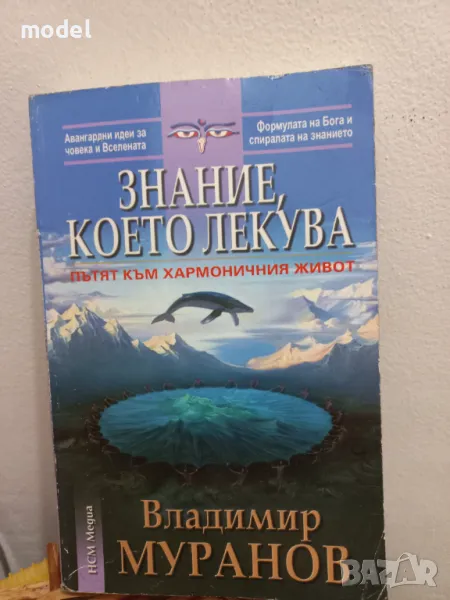 model
Авангардни идеи за
човека и Вселената
Формулата на Бога и
спиралата на знанието
ЗНАНИЕ,
КОЕТО ЛЕКУВА
ПЪТЯТ КЪМ ХАРМОНИЧНИЯ ЖИВОТ
НСМ Медиа
Владимир
МУРАНОВ
BAZAR